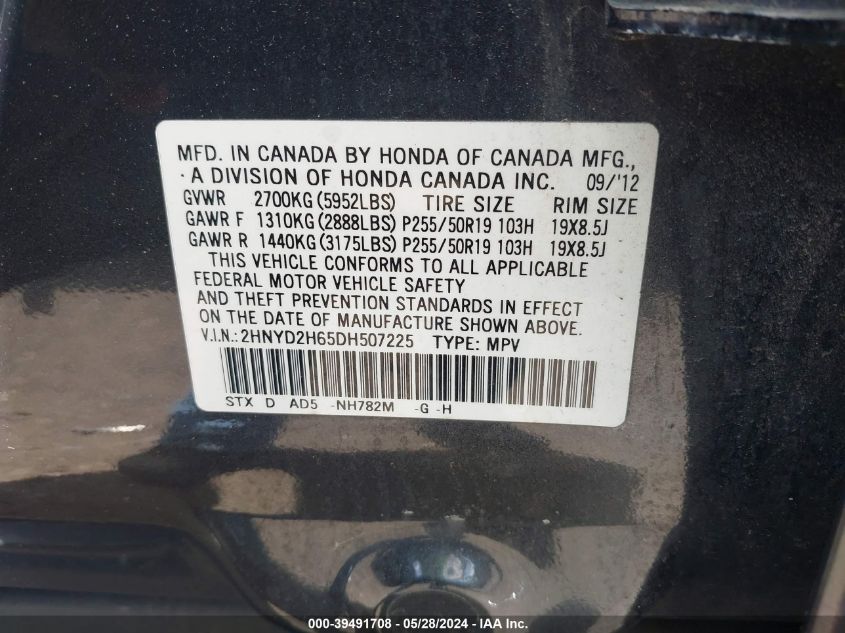 MFD. IN CANADA BY HONDA OF CANADA MFG.,
· A DIVISION OF HONDA CANADA INC. 09/'12
GVWR 2700KG (5952LBS) TIRE SIZE RIM SIZE
GAWR F 1310KG (2888LBS) P255/50R19 103H 19X8.5J
GAWR R 1440KG (3175LBS) P255/50R19 103H 19X8.5J
THIS VEHICLE CONFORMS TO ALL APPLICABLE
FEDERAL MOTOR VEHICLE SAFETY
AND THEFT PREVENTION STANDARDS IN EFFECT
ON THE DATE OF MANUFACTURE SHOWN ABOVE.
V.I.N.: 2HNYD2H65DH507225 TYPE: MPV
STX D AD5 -NH782M -G -H
000-39491708 - 05/28/2024 - IAA Inc.